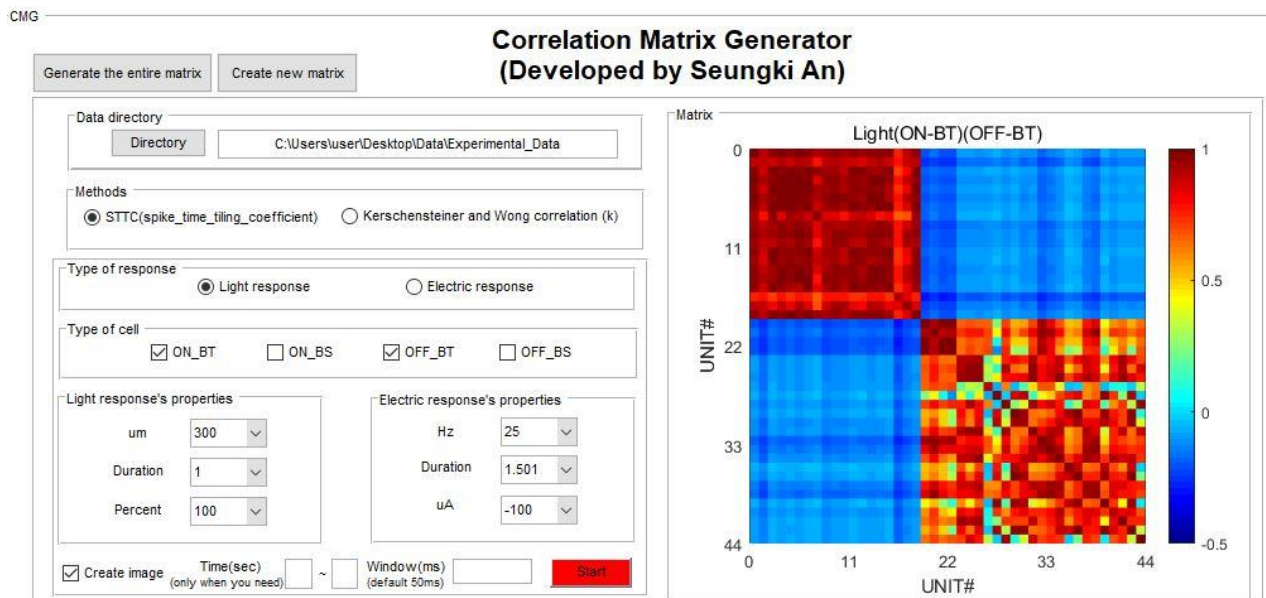 CMG
Correlation Matrix Generator
(Developed by Seungki An)
Generate the entire matrix
Create new matrix
Data directory
Directory
C:\Users\user\Desktop\Data\Experimental_Data
Methods
STTC(spike_time_tiling_coefficient)
Kerschensteiner and Wong correlation (k)
Type of response
Light response
Electric response
Type of cell
ON_BT
ON_BS
OFF_BT
OFF_BS
Light response's properties
um
300
Duration
1
Percent
100
Electric response's properties
Hz
25
Duration
1.501
uA
-100
Create image
Time(sec)
(only when you need)
~
Window(ms)
(default 50ms)
Start
Matrix
Light(ON-BT)(OFF-BT)
UNIT#
0
11
22
33
44
0
11
22
33
44
UNIT#
1
0.5
0
-0.5